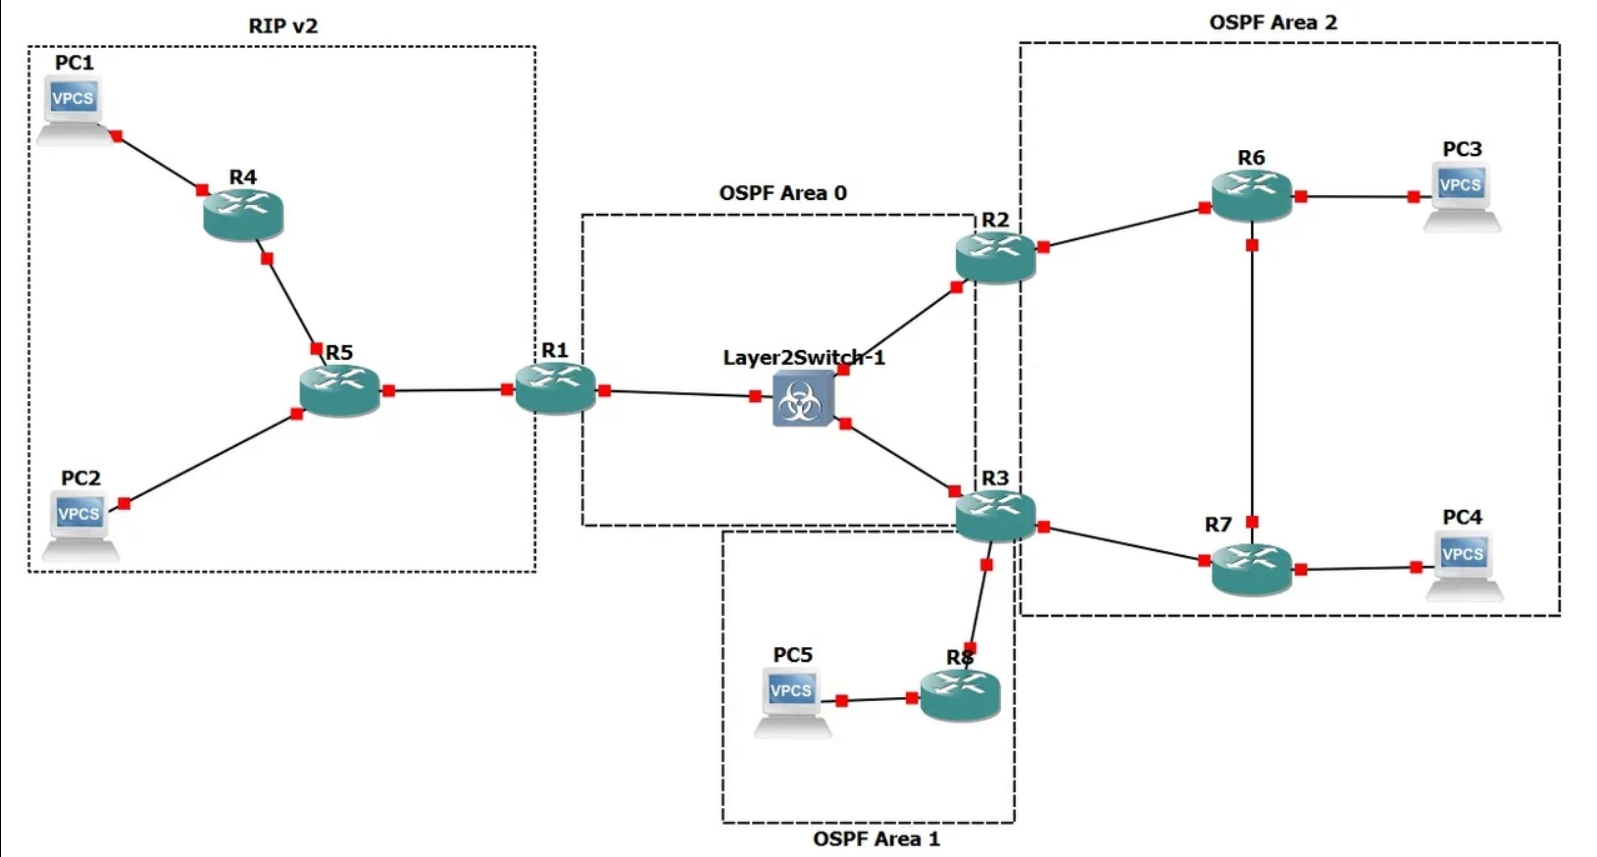 RIP v2
OSPF Area 2
PC1
VPCS
R4
R5
PC2
VPCS
R1
OSPF Area 0
Layer2Switch-1
R2
R3
R6
PC3
VPCS
R7
PC4
VPCS
PC5
VPCS
R8
OSPF Area 1